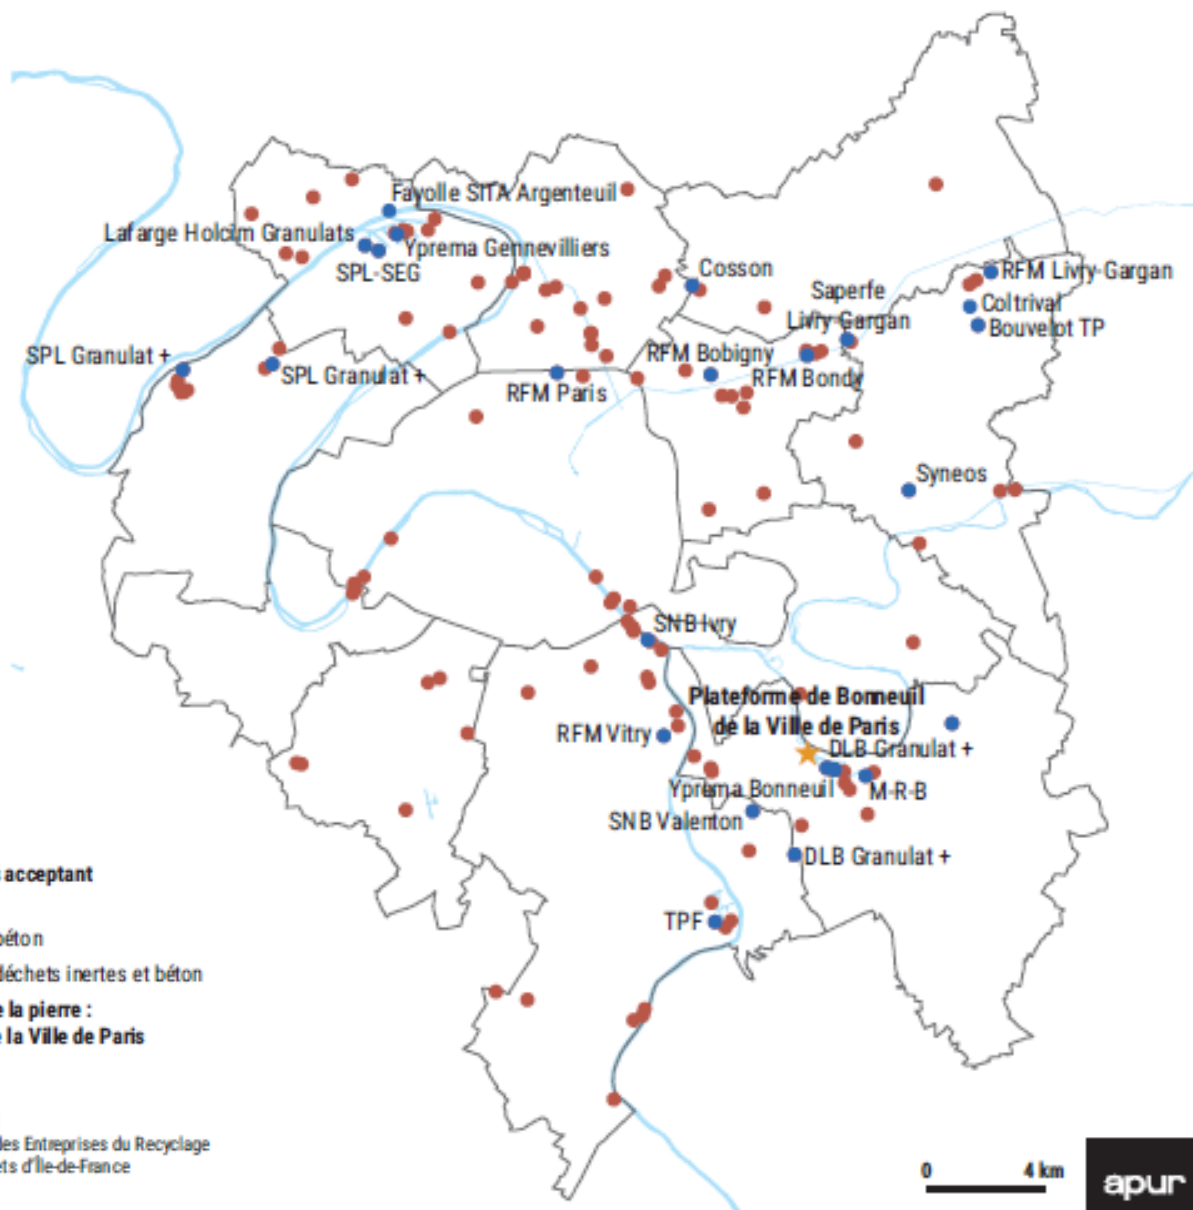 Fayolle SITA Argenteuil
Lafarge Holcim Granulats
Yprema Gennevilliers
SPL-SEG
Cosson
RFM Livry-Gargan
Saperfe
Livry-Gargan
Coltrival
Bouvelot TP
SPL Granulat +
SPL Granulat +
RFM Bobigny
RFM Paris
RFM Bondy
Syneos
SNB Ivry
Plateforme de Bonneuil
de la Ville de Paris
RFM Vitry
DLB Granulat +
Yprema Bonneuil
M-R-B
SNB Valenton
DLB Granulat +
TPF
acceptant
béton
déchets inertes et béton
la pierre :
la Ville de Paris
des Entreprises du Recyclage
ets d'Île-de-France
0 4 km
apur